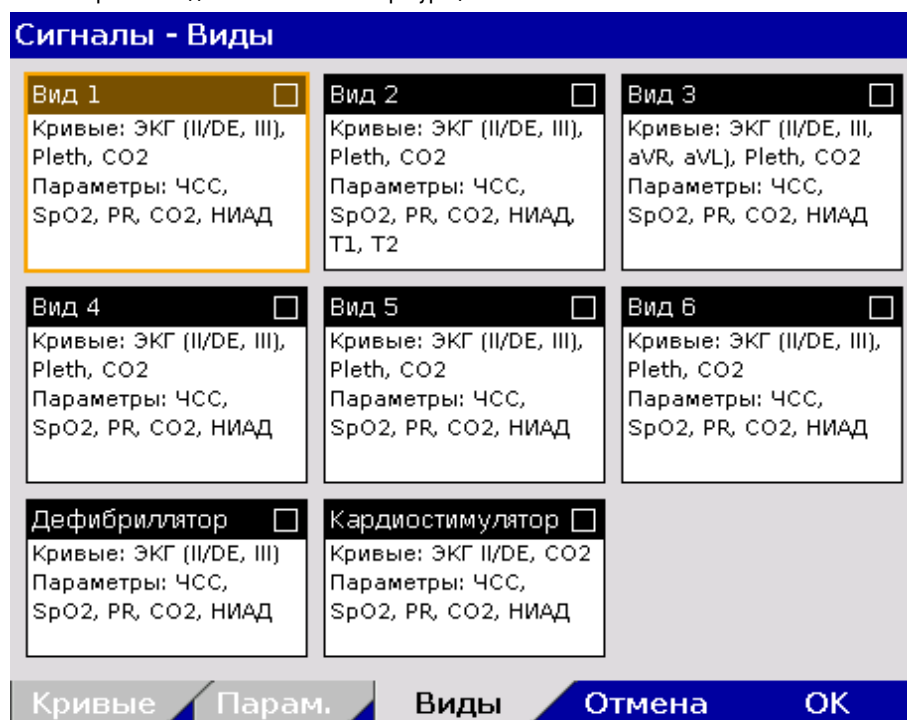 Сигналы - Виды
Вид 1
Кривые: ЭКГ (II/DE, III),
Pleth, CO2
Параметры: ЧСС,
SpO2, PR, CO2, НИАД
Вид 2
Кривые: ЭКГ (II/DE, III),
Pleth, CO2
Параметры: ЧСС,
SpO2, PR, CO2, НИАД,
T1, T2
Вид 3
Кривые: ЭКГ (II/DE, III,
aVR, aVL), Pleth, CO2
Параметры: ЧСС,
SpO2, PR, CO2, НИАД
Вид 4
Кривые: ЭКГ (II/DE, III),
Pleth, CO2
Параметры: ЧСС,
SpO2, PR, CO2, НИАД
Вид 5
Кривые: ЭКГ (II/DE, III),
Pleth, CO2
Параметры: ЧСС,
SpO2, PR, CO2, НИАД
Вид 6
Кривые: ЭКГ (II/DE, III),
Pleth, CO2
Параметры: ЧСС,
SpO2, PR, CO2, НИАД
Дефибриллятор
Кривые: ЭКГ (II/DE, III)
Параметры: ЧСС,
SpO2, PR, CO2, НИАД
Кардиостимулятор
Кривые: ЭКГ II/DE, CO2
Параметры: ЧСС,
SpO2, PR, CO2, НИАД
Кривые Парам. Виды Отмена OK